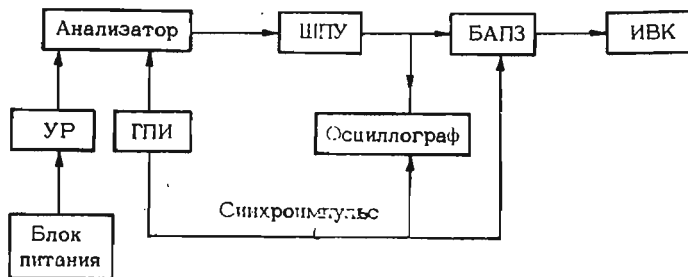 Анализатор
ШПУ
БАПЗ
ИВК
УР
ГПИ
Осциллограф
Синхроимпульс
Блок
питания